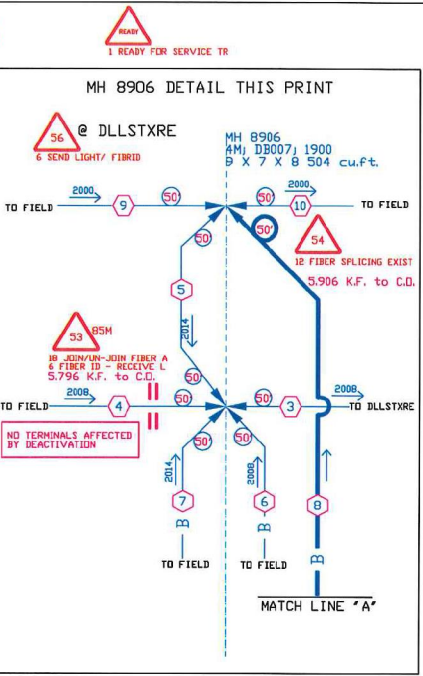 READY
1 READY FOR SERVICE TR
MH 8906 DETAIL THIS PRINT
56
@ DLLSTXRE
6 SEND LIGHT/ FIBRID
MH 8906
4M; DB007; 1900
9 X 7 X 8 504 cu.ft.
TO FIELD
2000
9
50'
50'
2000
10
TO FIELD
50'
50'
54
12 FIBER SPLICING EXIST
5.906 K.F. to C.O.
5
2014
53
85M
18 JOIN/UN-JOIN FIBER A
6 FIBER ID - RECEIVE L
5.796 K.F. to C.O.
TO FIELD
2008
4
50'
50'
50'
3
2008
TO DLLSTXRE
NO TERMINALS AFFECTED
BY DEACTIVATION
50'
50'
2014
7
2008
6
8
B
B
B
TO FIELD
TO FIELD
MATCH LINE "A"